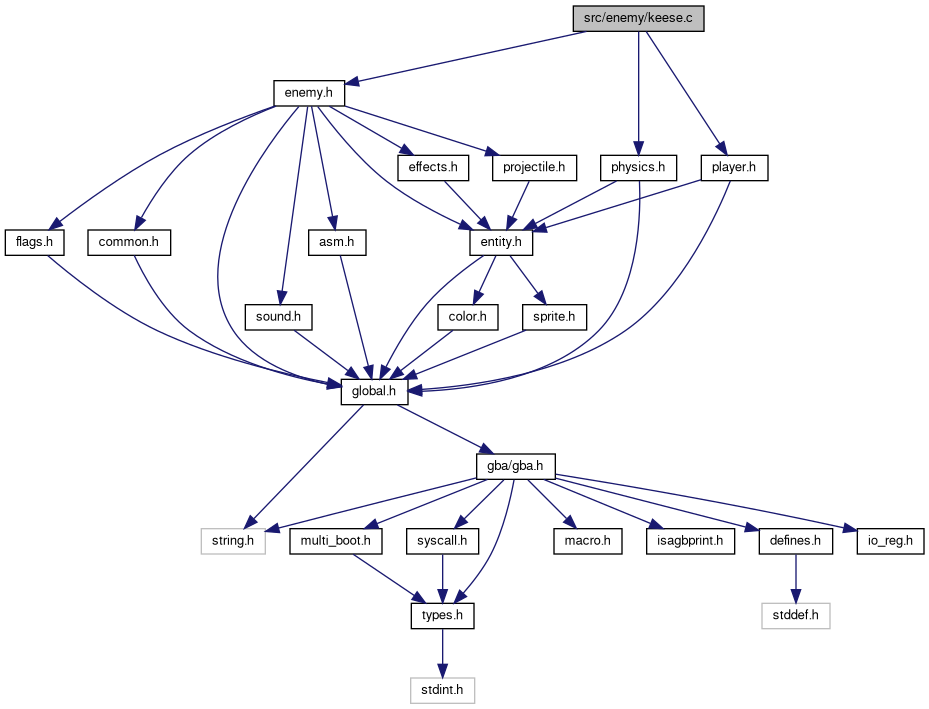 src/enemy/keese.c
enemy.h
effects.h
projectile.h
physics.h
player.h
flags.h
common.h
asm.h
entity.h
sound.h
color.h
sprite.h
global.h
gba/gba.h
string.h
multi_boot.h
syscall.h
macro.h
isagbprint.h
defines.h
io_reg.h
types.h
stddef.h
stdint.h